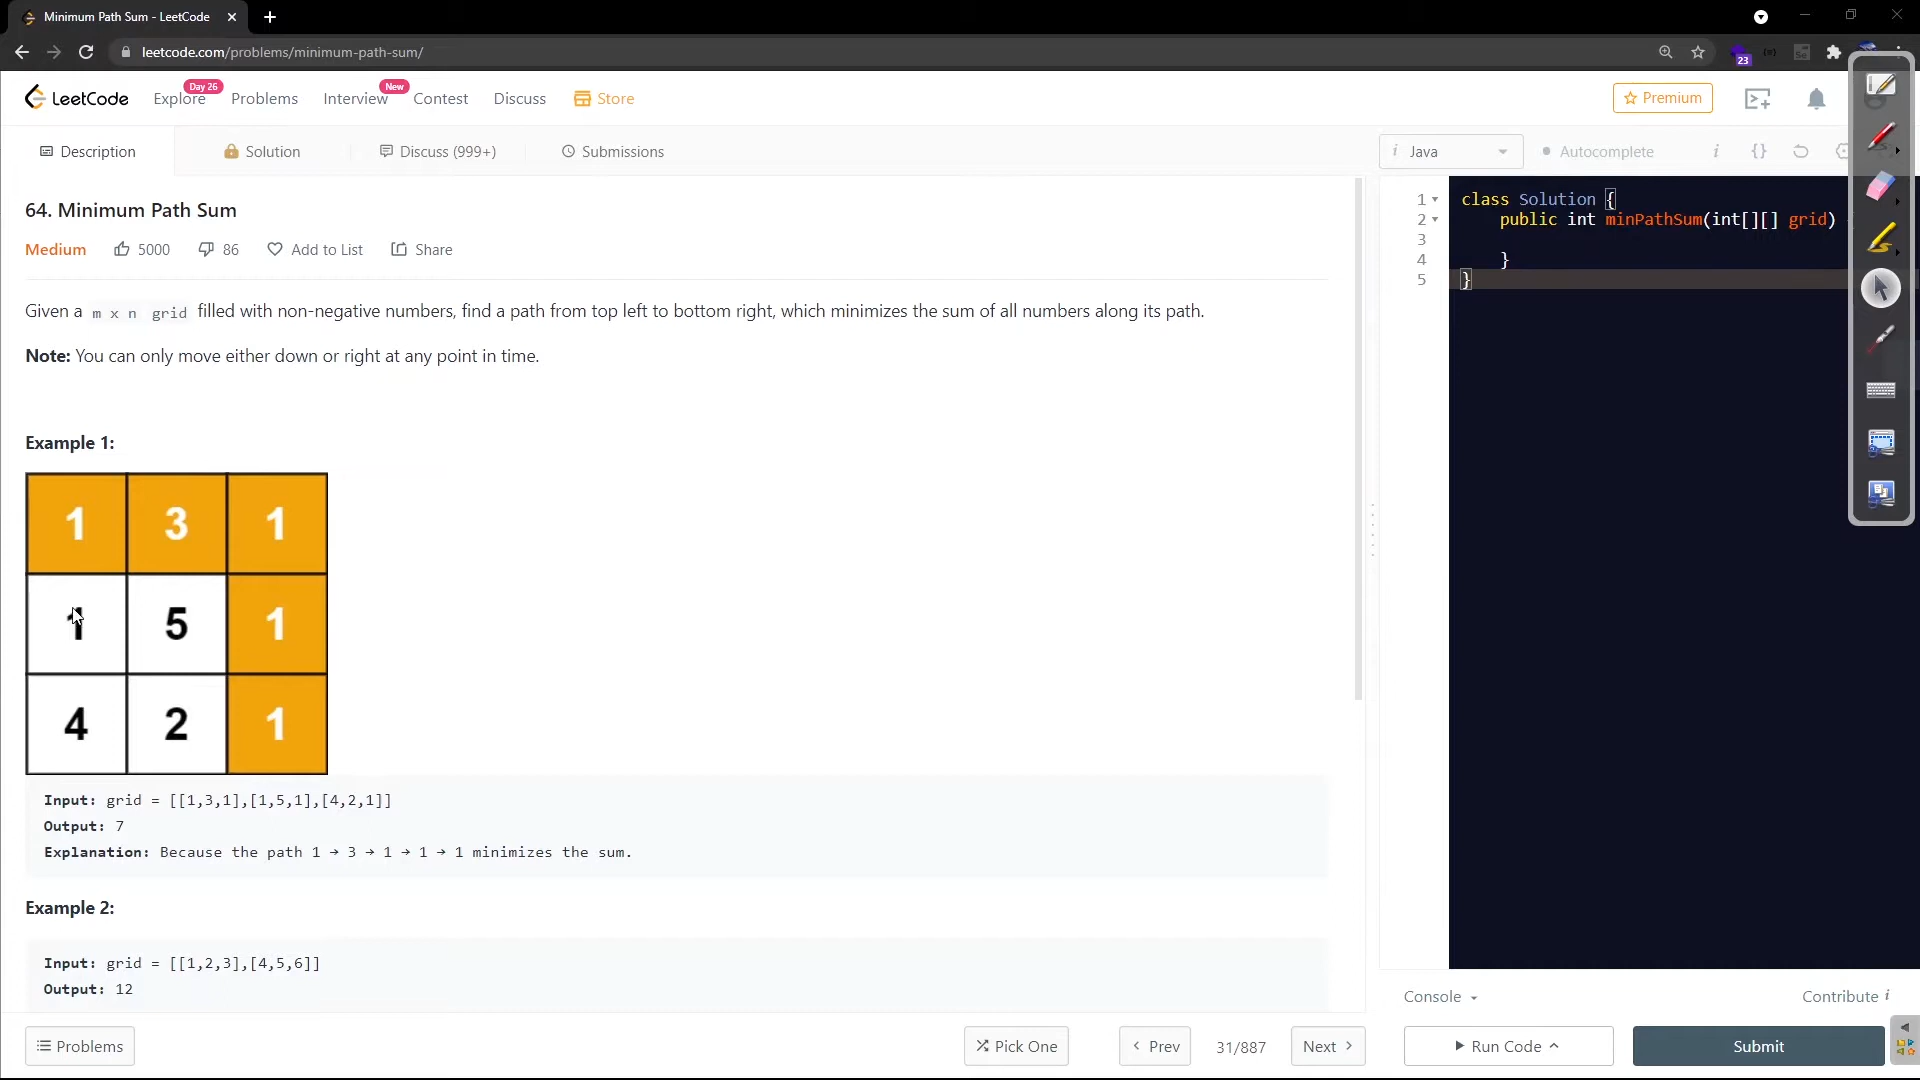 Minimum Path Sum - LeetCode
leetcode.com/problems/minimum-path-sum/
23
LeetCode Explore Day 26 Problems Interview New Contest Discuss Store Premium
Description Solution Discuss (999+) Submissions
i Java Autocomplete i {}
64. Minimum Path Sum
Medium 5000 86 Add to List Share
Given a m x n grid filled with non-negative numbers, find a path from top left to bottom right, which minimizes the sum of all numbers along its path.
Note: You can only move either down or right at any point in time.
Example 1:
1 3 1
1 5 1
4 2 1
Input: grid = [[1,3,1],[1,5,1],[4,2,1]]
Output: 7
Explanation: Because the path 1 → 3 → 1 → 1 → 1 minimizes the sum.
Example 2:
Input: grid = [[1,2,3],[4,5,6]]
Output: 12
1 class Solution {
2 public int minPathSum(int[][] grid)
3
4 }
5 }
Console Contribute i
Problems Pick One Prev 31/887 Next Run Code Submit